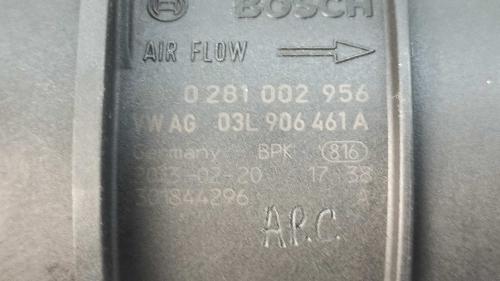 BOSCH
AIR FLOW
0 281 002 956
VW AG 03L 906 461 A
Germany BPK 816
2013-02-20 17 38
301844296 A
A.P.C.